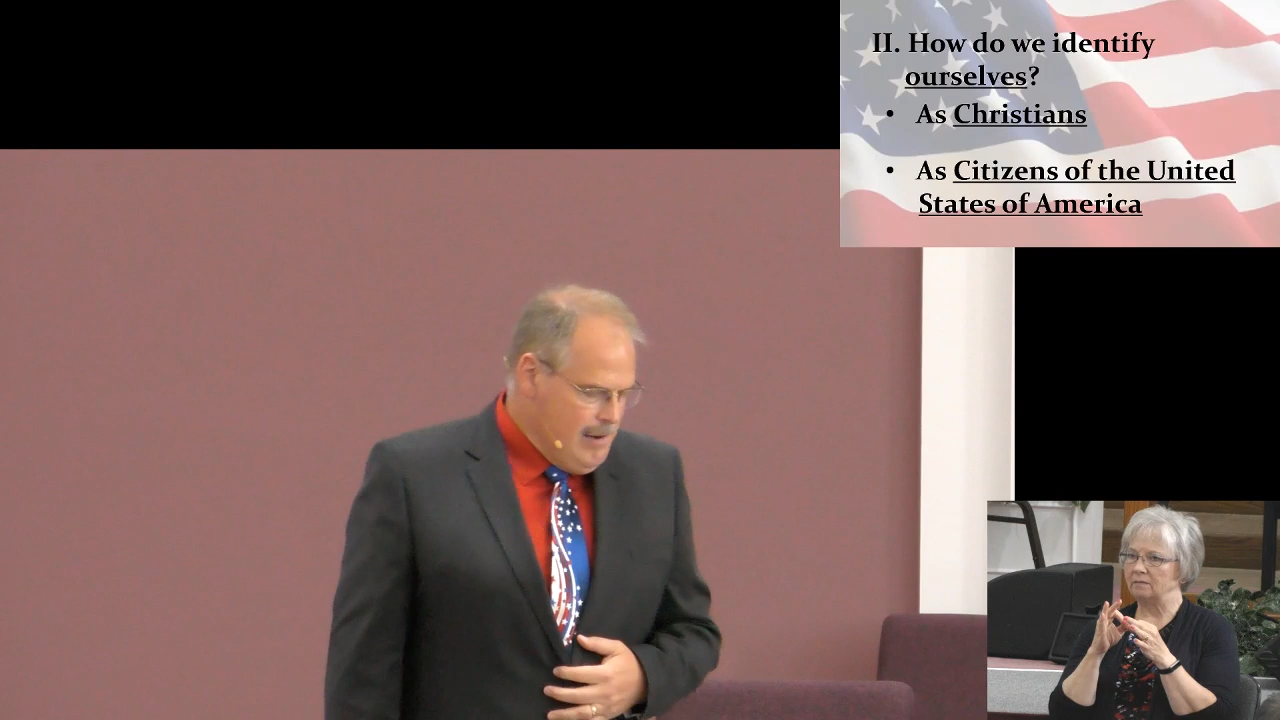 II. How do we identify
ourselves?
• As Christians
• As Citizens of the United
States of America